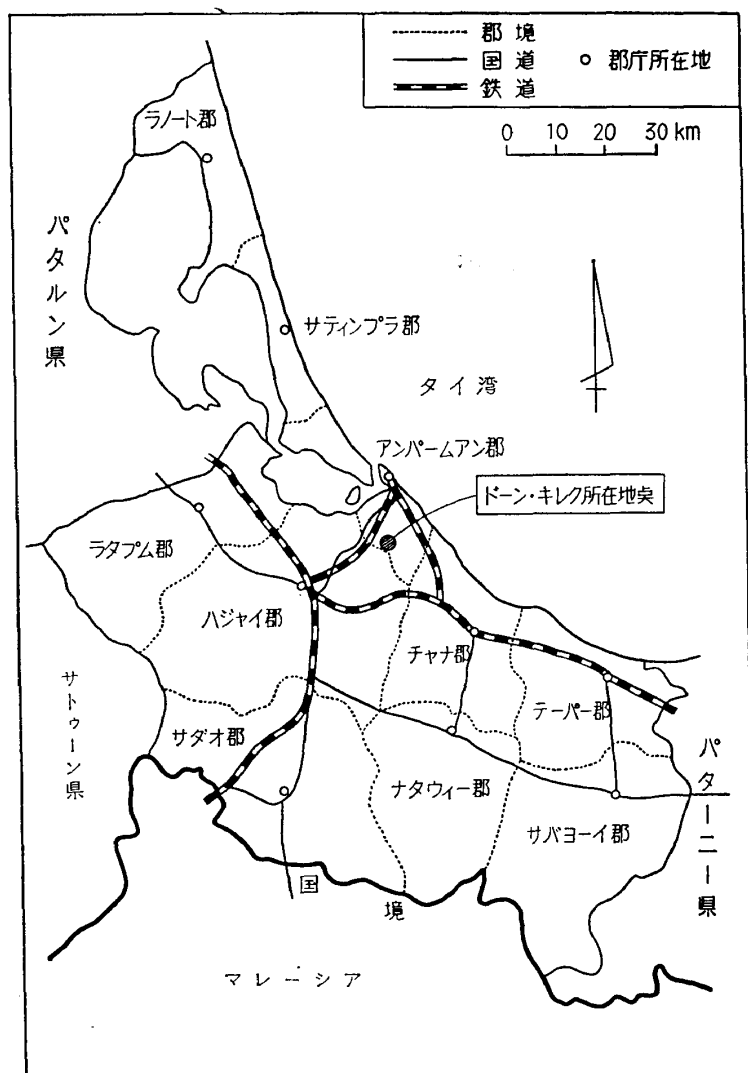 郡境
国道
郡庁所在地
鉄道
0 10 20 30 km
ラノート郡
パタルン県
サティンプラ郡
タイ湾
アンパームアン郡
ドーン・キレク所在地点
ラタプム郡
ハジャイ郡
チャナ郡
サトゥーン県
テーパー郡
サダオ郡
パターニー県
ナタウィー郡
サバヨーイ郡
国境
マレーシア